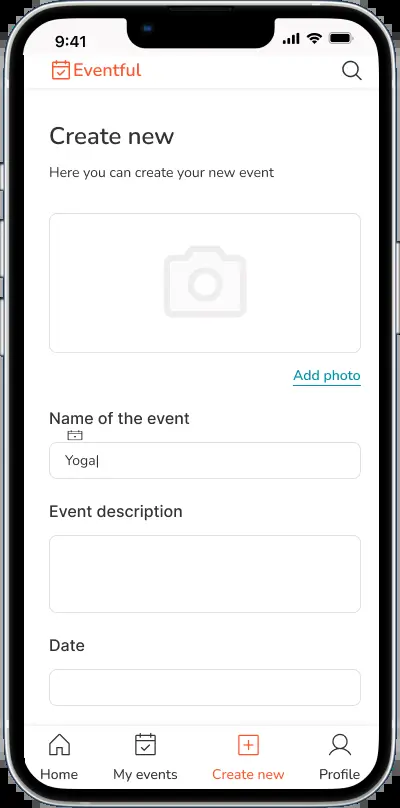 9:41
Eventful
Create new
Here you can create your new event
Add photo
Name of the event
Yoga
Event description
Date
Home My events Create new Profile